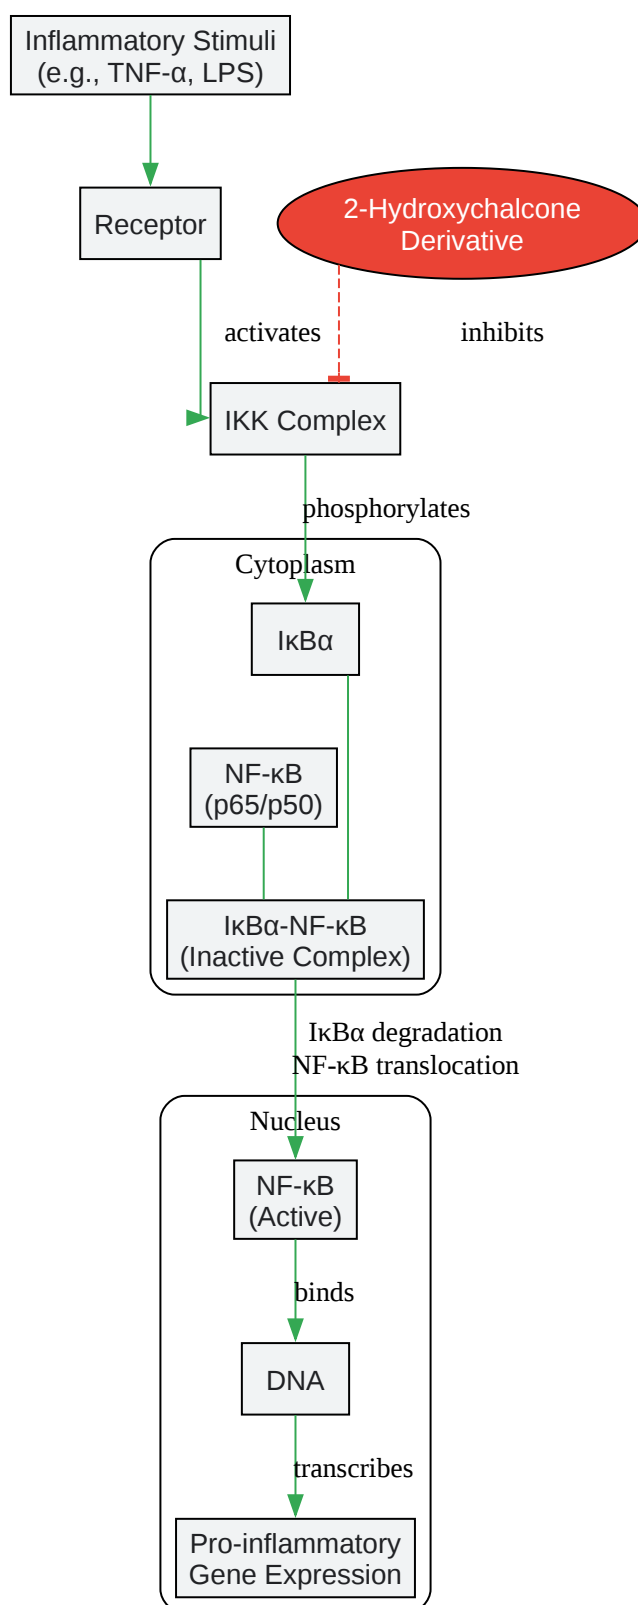 Inflammatory Stimuli
(e.g., TNF-α, LPS)
Receptor
2-Hydroxychalcone
Derivative
activates
inhibits
IKK Complex
phosphorylates
Cytoplasm
IκBα
NF-κB
(p65/p50)
IκBα-NF-κB
(Inactive Complex)
IκBα degradation
NF-κB translocation
Nucleus
NF-κB
(Active)
binds
DNA
transcribes
Pro-inflammatory
Gene Expression